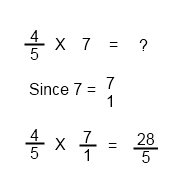 4/5 X 7 = ?
Since 7 = 7/1
4/5 X 7/1 = 28/5